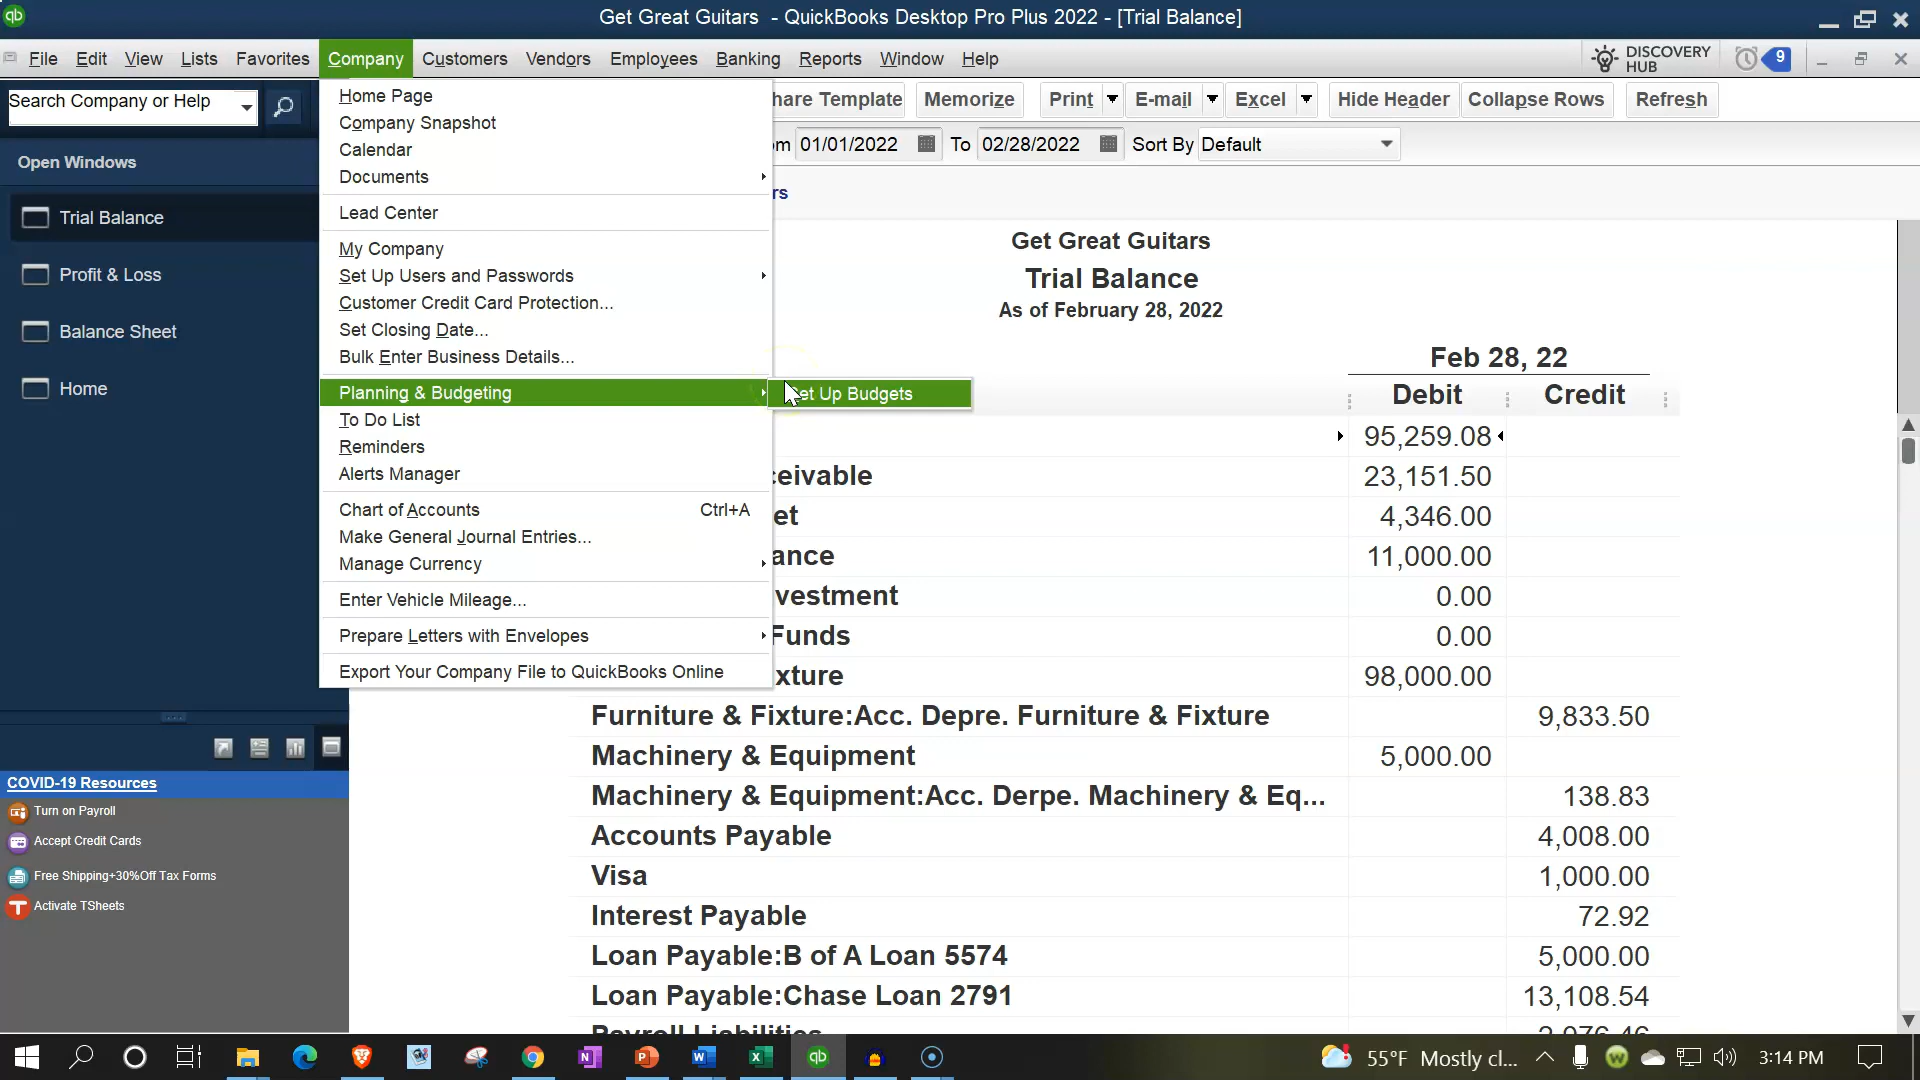 Get Great Guitars - QuickBooks Desktop Pro Plus 2022 - [Trial Balance]
File Edit View Lists Favorites Company Customers Vendors Employees Banking Reports Window Help
DISCOVERY HUB
9
Search Company or Help
hare Template Memorize Print E-mail Excel Hide Header Collapse Rows Refresh
om 01/01/2022 To 02/28/2022 Sort By Default
rs
Open Windows
Trial Balance
Profit & Loss
Balance Sheet
Home
Home Page
Company Snapshot
Calendar
Documents
Lead Center
My Company
Set Up Users and Passwords
Customer Credit Card Protection...
Set Closing Date...
Bulk Enter Business Details...
Planning & Budgeting
et Up Budgets
To Do List
Reminders
Alerts Manager
Chart of Accounts Ctrl+A
Make General Journal Entries...
Manage Currency
Enter Vehicle Mileage...
Prepare Letters with Envelopes
Export Your Company File to QuickBooks Online
Get Great Guitars
Trial Balance
As of February 28, 2022
Feb 28, 22
Debit Credit
95,259.08
ceivable 23,151.50
et 4,346.00
ance 11,000.00
vestment 0.00
Funds 0.00
xture 98,000.00
Furniture & Fixture:Acc. Depre. Furniture & Fixture 9,833.50
Machinery & Equipment 5,000.00
Machinery & Equipment:Acc. Derpe. Machinery & Eq... 138.83
Accounts Payable 4,008.00
Visa 1,000.00
Interest Payable 72.92
Loan Payable:B of A Loan 5574 5,000.00
Loan Payable:Chase Loan 2791 13,108.54
Payroll Liabilities 2,076.46
COVID-19 Resources
Turn on Payroll
Accept Credit Cards
Free Shipping+30%Off Tax Forms
Activate TSheets
55°F Mostly cl... 3:14 PM